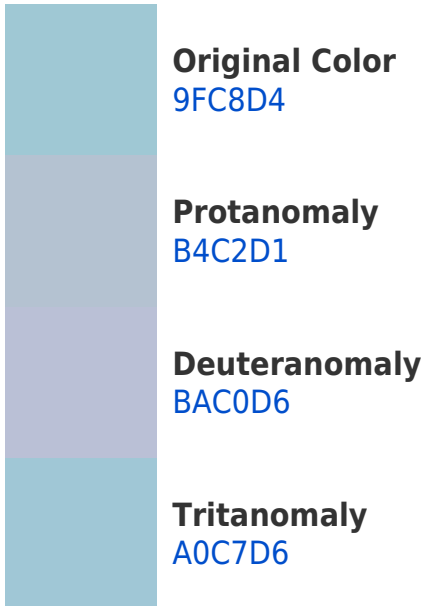 Original Color
9FC8D4
Protanomaly
B4C2D1
Deuteranomaly
BAC0D6
Tritanomaly
A0C7D6